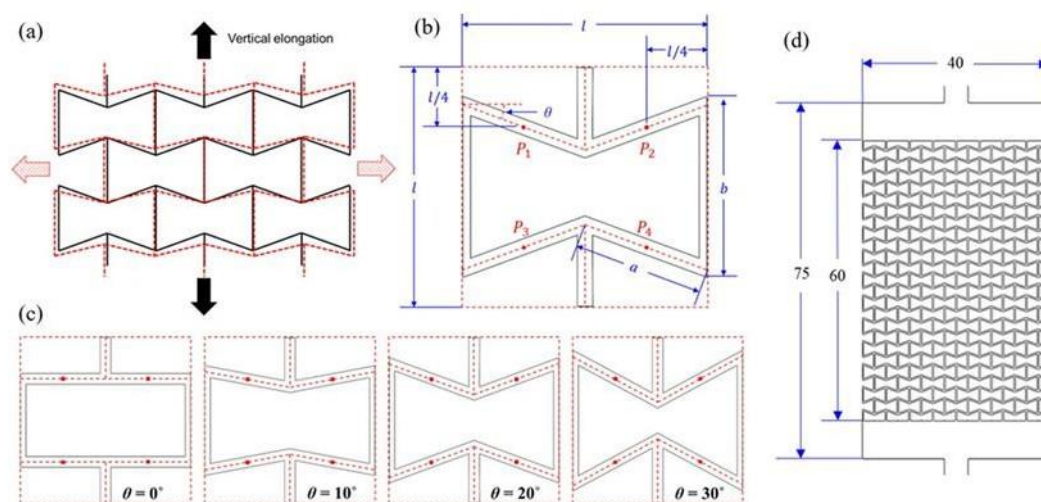 (a)
Vertical elongation
(b)
l
l/4
l/4
θ
P₁
P₂
l
b
P₃
P₄
a
(c)
θ = 0°
θ = 10°
θ = 20°
θ = 30°
(d)
40
75
60